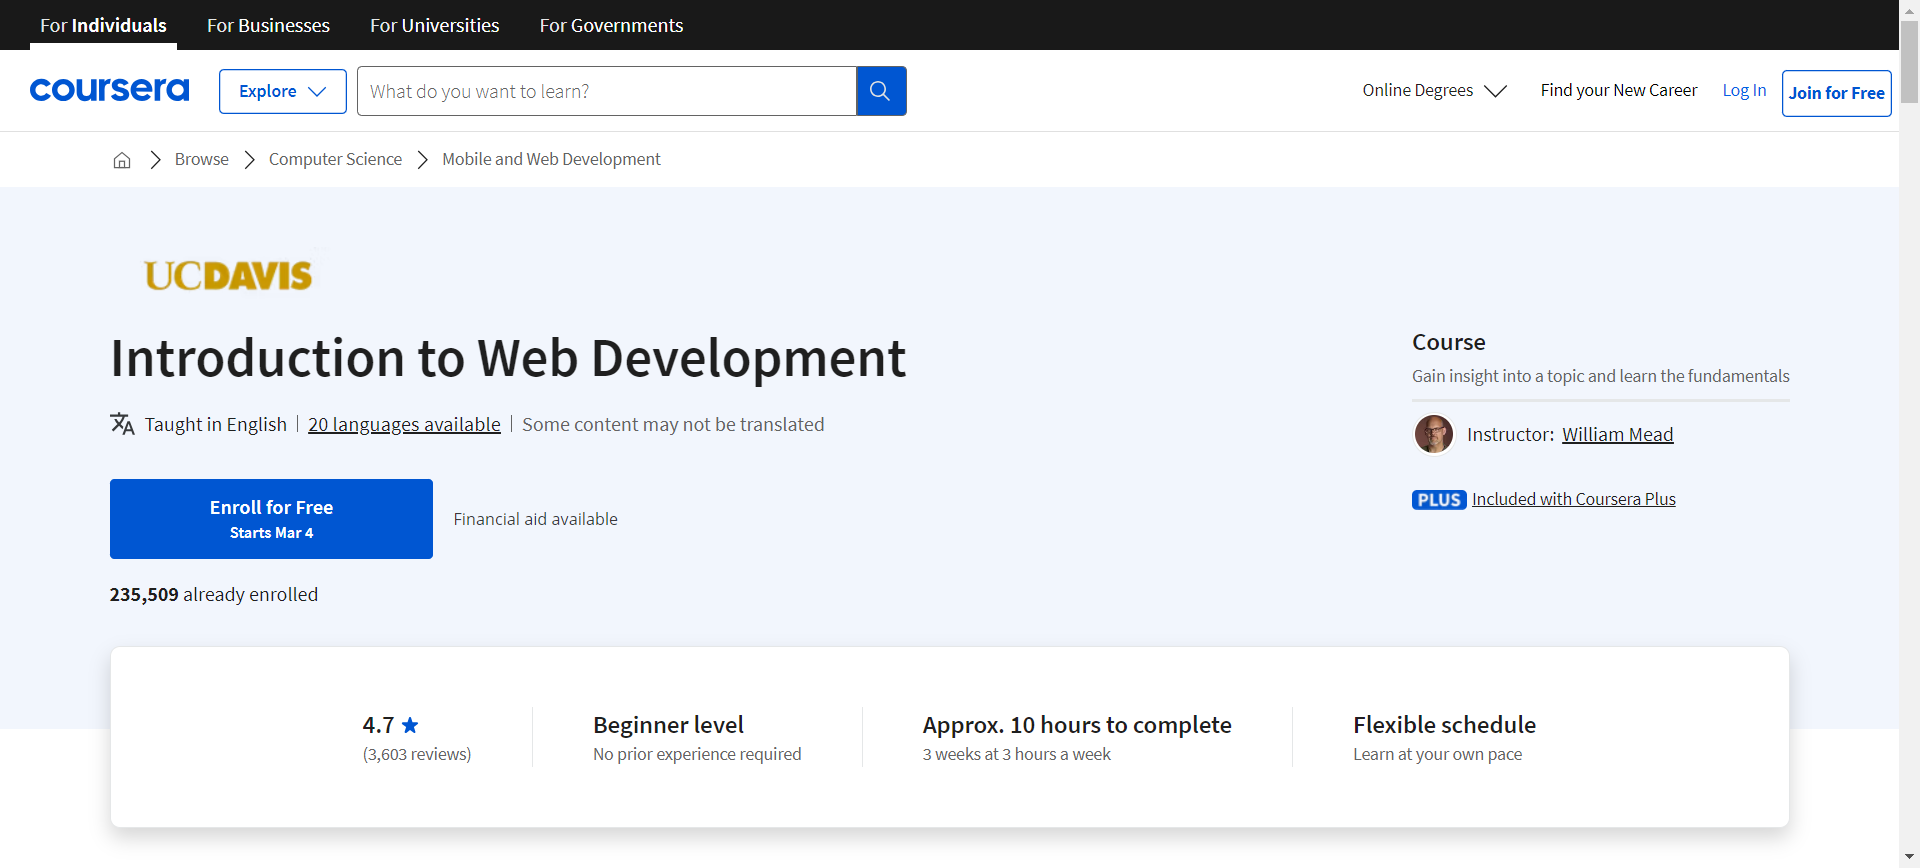 For Individuals For Businesses For Universities For Governments
coursera Explore What do you want to learn? Online Degrees Find your New Career Log In Join for Free
Browse Computer Science Mobile and Web Development
UCDAVIS
Introduction to Web Development
Taught in English | 20 languages available | Some content may not be translated
Enroll for Free
Starts Mar 4
Financial aid available
235,509 already enrolled
Course
Gain insight into a topic and learn the fundamentals
Instructor: William Mead
PLUS Included with Coursera Plus
4.7
(3,603 reviews)
Beginner level
No prior experience required
Approx. 10 hours to complete
3 weeks at 3 hours a week
Flexible schedule
Learn at your own pace